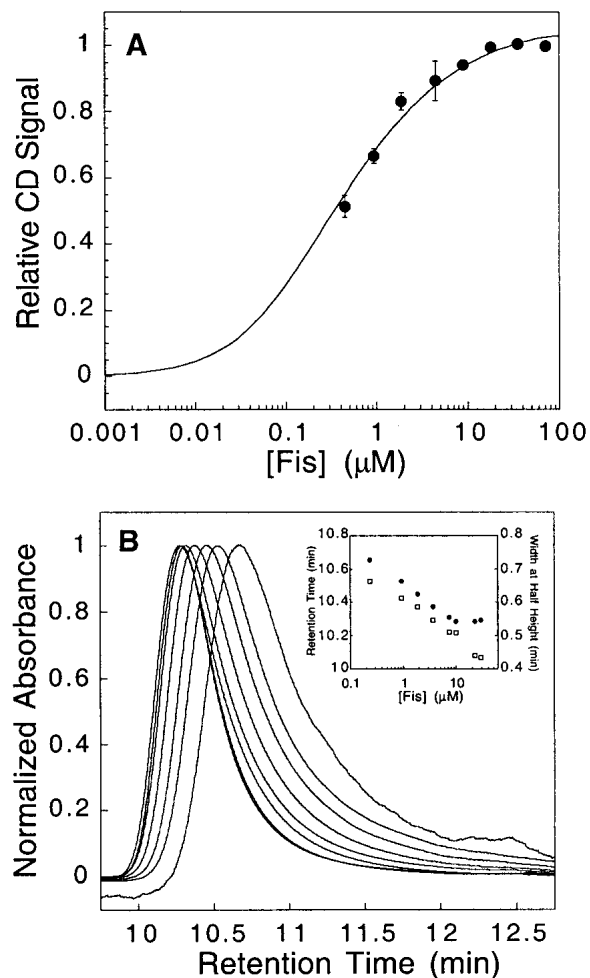 A
Relative CD Signal
1
0.8
0.6
0.4
0.2
0
0.001 0.01 0.1 1 10 100
[Fis] (μM)
B
Normalized Absorbance
1
0.8
0.6
0.4
0.2
0
10 10.5 11 11.5 12 12.5
Retention Time (min)
Retention Time (min)
10.8
10.6
10.4
10.2
10
0.8
0.7
0.6
0.5
0.4
Width at Half Height (min)
0.1 1 10
[Fis] (μM)